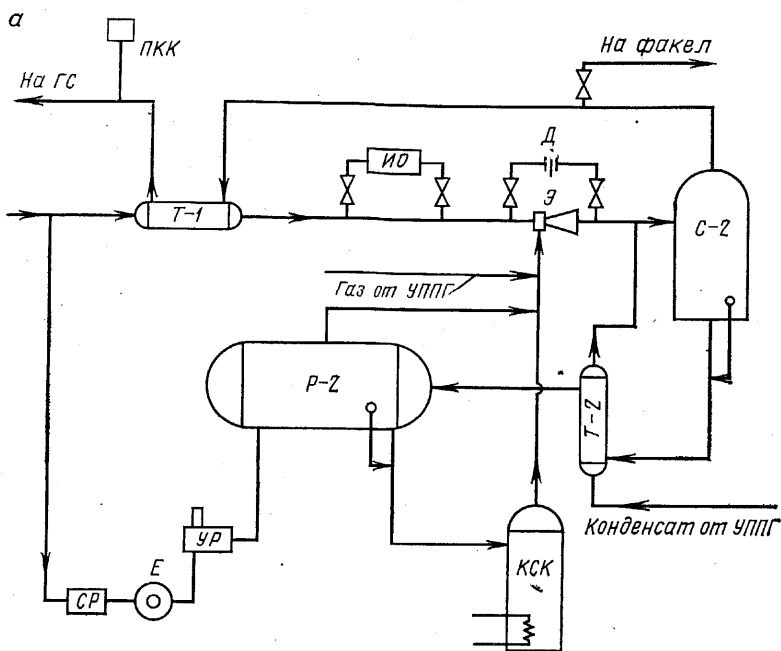 а
ПКК
На факел
На ГС
Д
ИО
Э
Т-1
С-2
Газ от УППГ
Р-2
Т-2
УР
Конденсат от УППГ
Е
КСК
СР